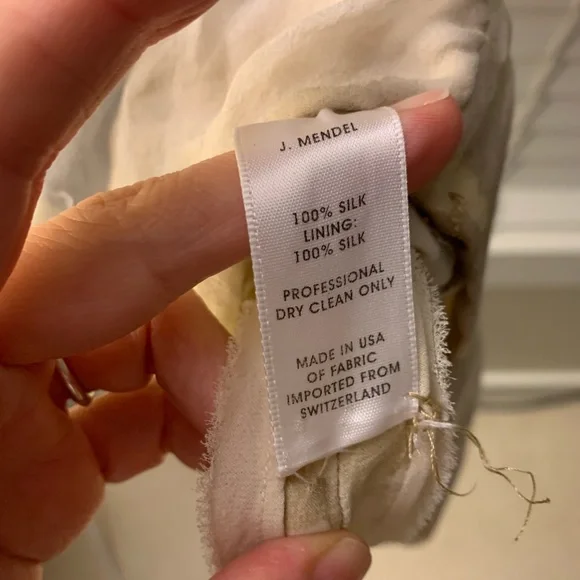 J. MENDEL
100% SILK
LINING:
100% SILK
PROFESSIONAL
DRY CLEAN ONLY
MADE IN USA
OF FABRIC
IMPORTED FROM
SWITZERLAND